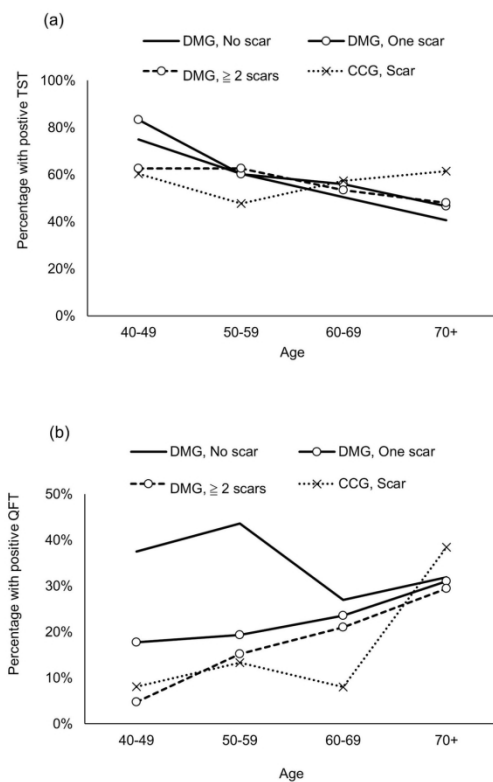 (a)
DMG, No scar
DMG, One scar
DMG, ≧ 2 scars
CCG, Scar
Percentage with postive TST
100%
80%
60%
40%
20%
0%
40-49 50-59 60-69 70+
Age
(b)
DMG, No scar
DMG, One scar
DMG, ≧ 2 scars
CCG, Scar
Percentage with positive QFT
50%
40%
30%
20%
10%
0%
40-49 50-59 60-69 70+
Age